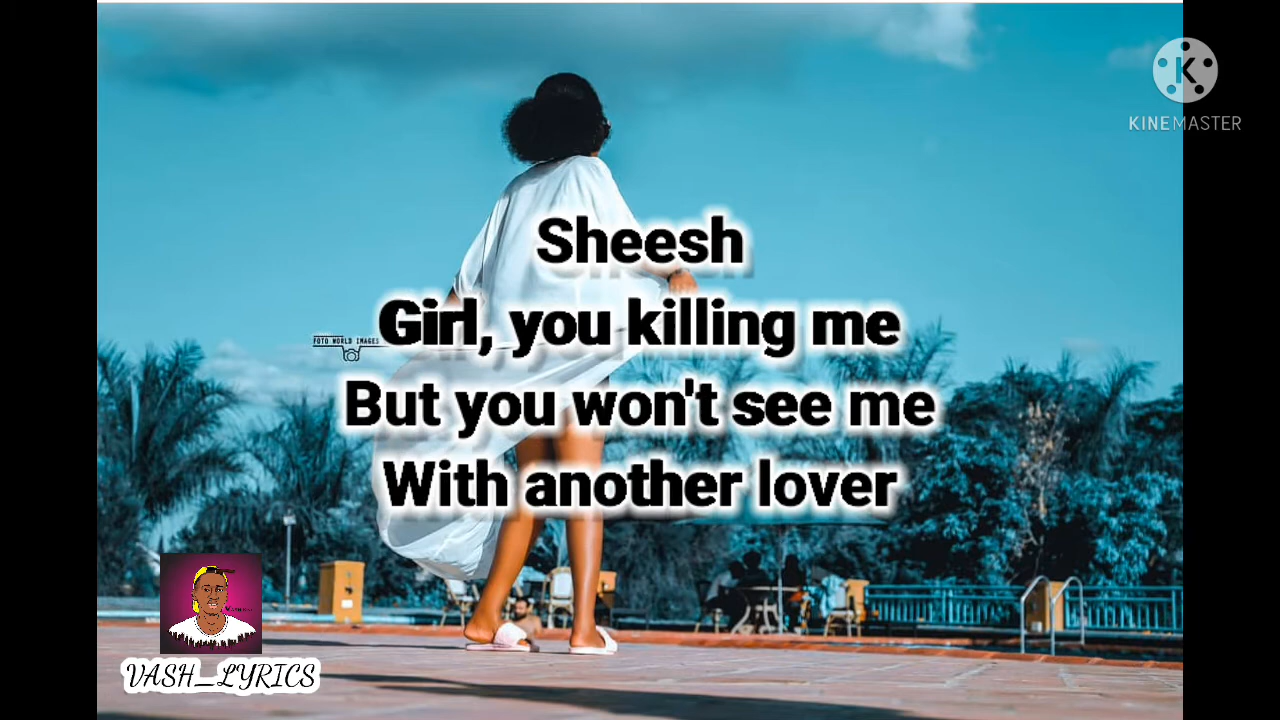 KINEMASTER
Sheesh
Girl, you killing me
FOTO WORLD IMAGES
But you won't see me
With another lover
VASH_LYRICS